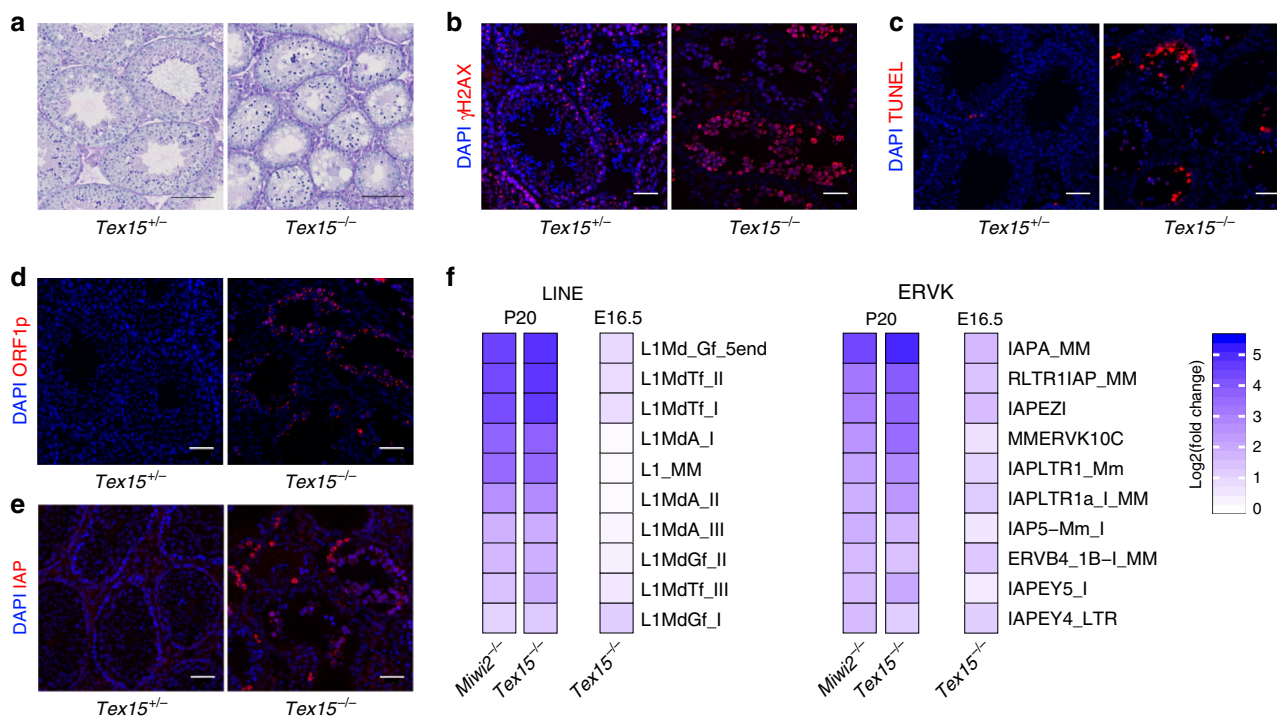 a
Tex15+/–
Tex15–/–
b
DAPI γH2AX
Tex15+/–
Tex15–/–
c
DAPI TUNEL
Tex15+/–
Tex15–/–
d
DAPI ORF1p
Tex15+/–
Tex15–/–
e
DAPI IAP
Tex15+/–
Tex15–/–
f
LINE
P20
E16.5
L1Md_Gf_5end
L1MdTf_II
L1MdTf_I
L1MdA_I
L1_MM
L1MdA_II
L1MdA_III
L1MdGf_II
L1MdTf_III
L1MdGf_I
Miwi2–/–
Tex15–/–
Tex15–/–
ERVK
P20
E16.5
IAPA_MM
RLTR1IAP_MM
IAPEZI
MMERVK10C
IAPLTR1_Mm
IAPLTR1a_I_MM
IAP5–Mm_I
ERVB4_1B–I_MM
IAPEY5_I
IAPEY4_LTR
Miwi2–/–
Tex15–/–
Tex15–/–
Log2(fold change)
5
4
3
2
1
0